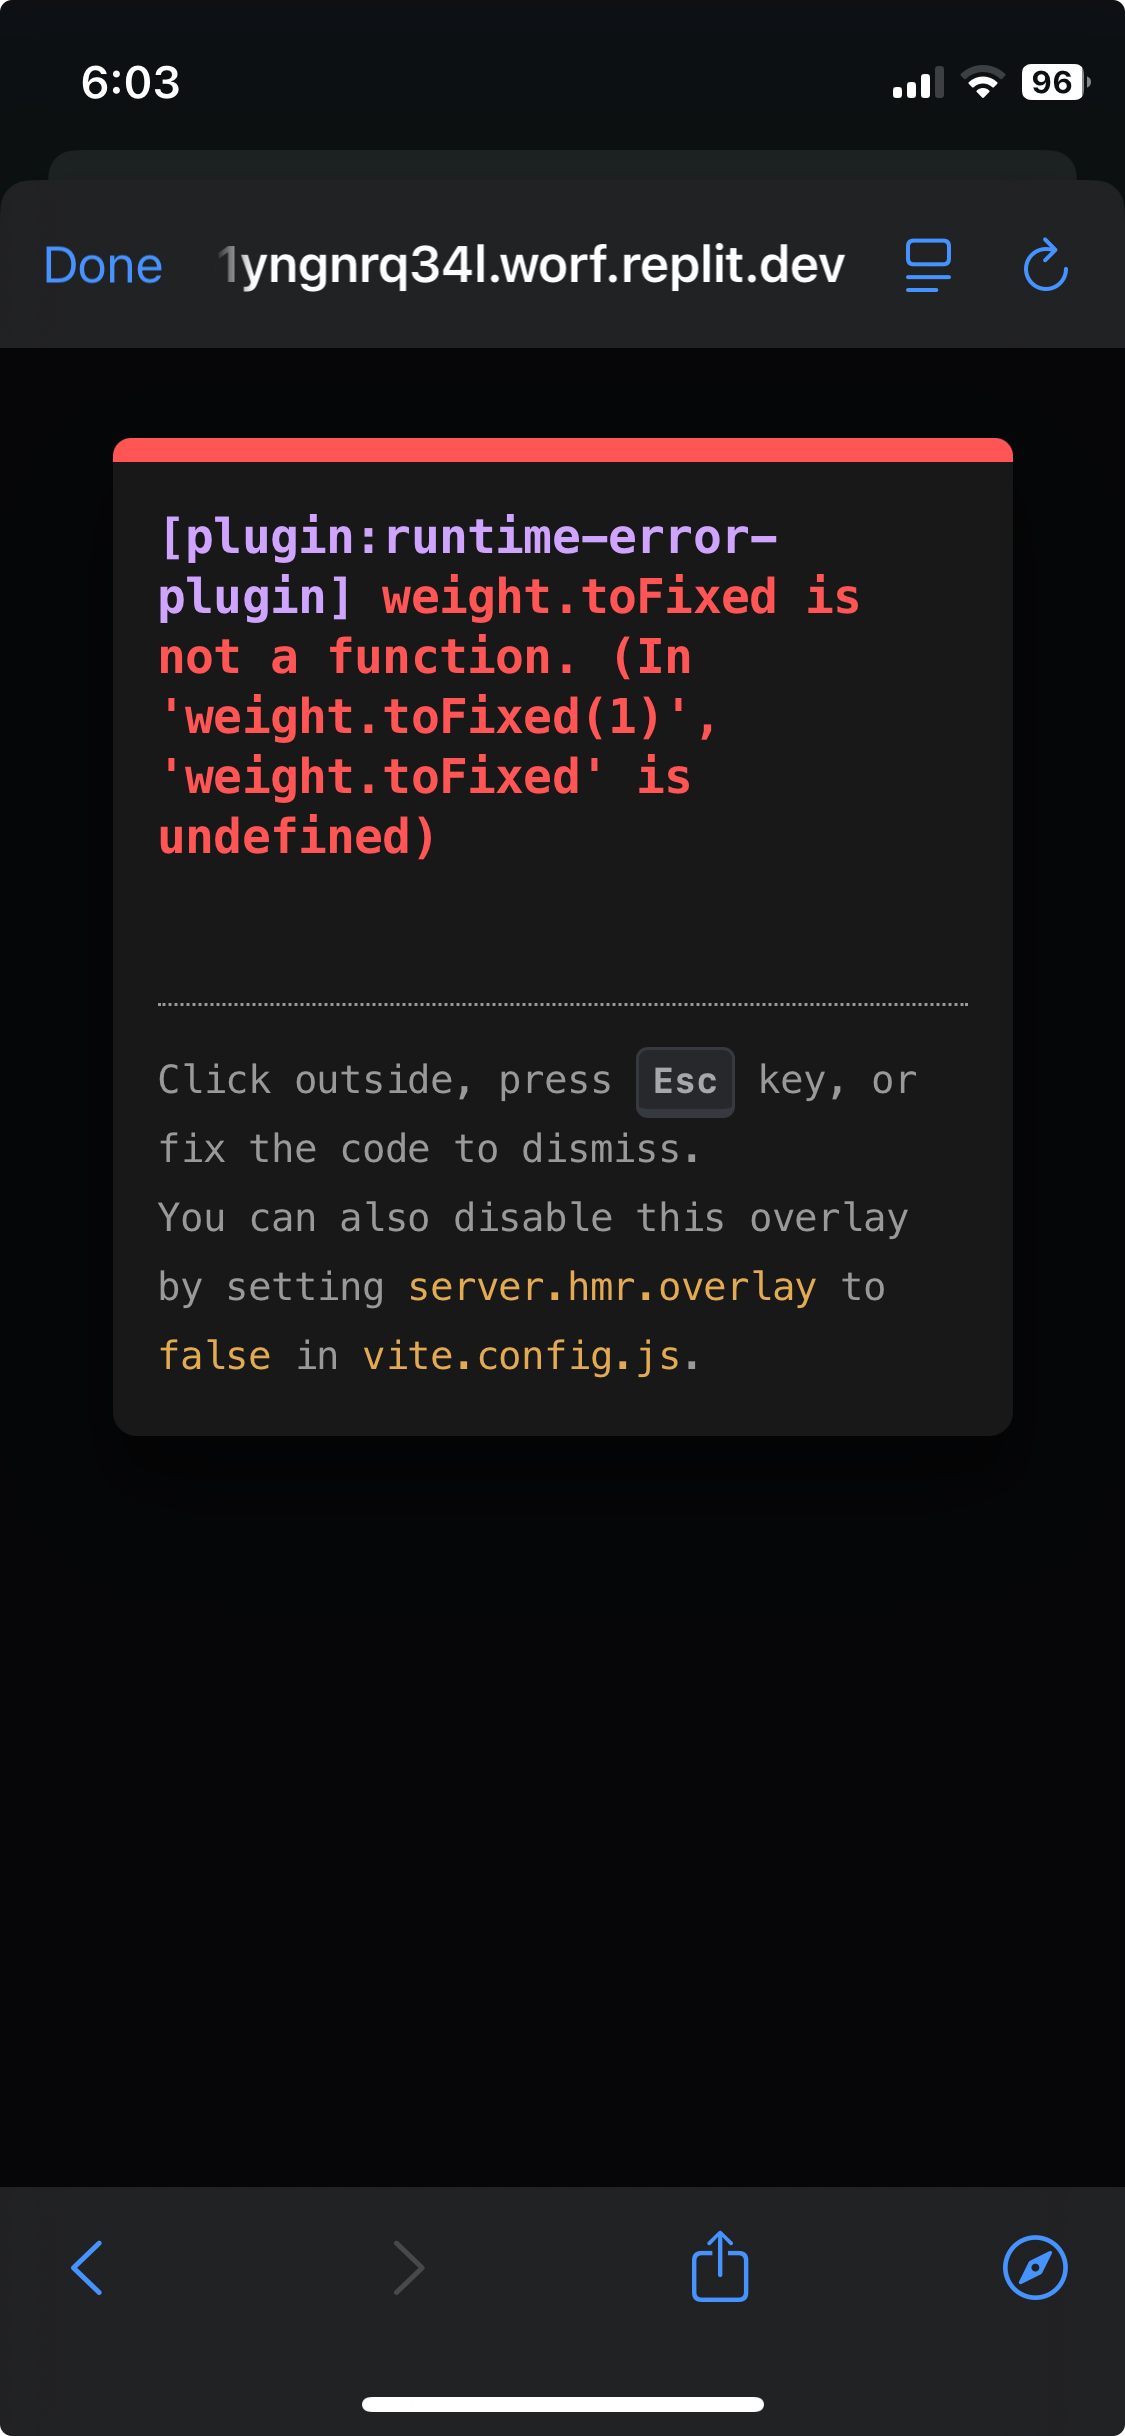 6:03
96
Done
1yngnrq34l.worf.replit.dev
[plugin:runtime-error-
plugin] weight.toFixed is
not a function. (In
'weight.toFixed(1)',
'weight.toFixed' is
undefined)
Click outside, press Esc key, or
fix the code to dismiss.
You can also disable this overlay
by setting server.hmr.overlay to
false in vite.config.js.